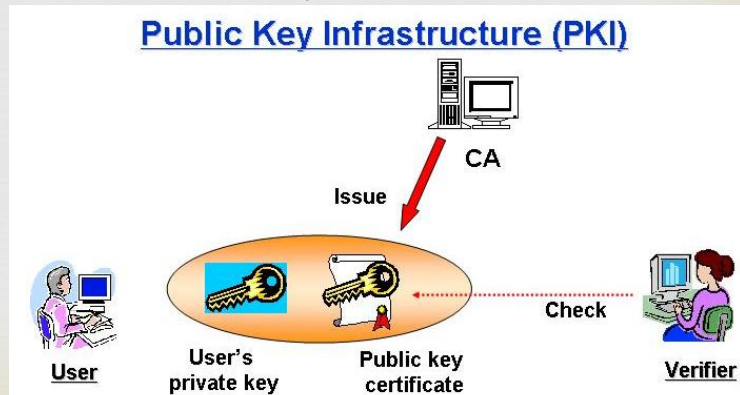 Public Key Infrastructure (PKI)
CA
Issue
Check
User
User's
private key
Public key
certificate
Verifier